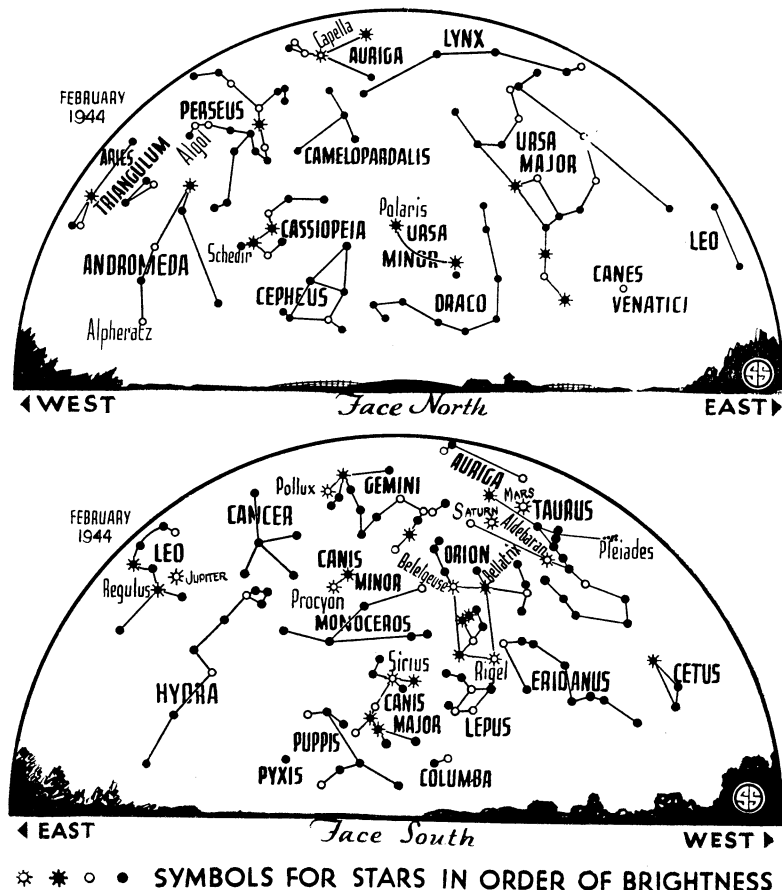 Capella
AURIGA
LYNX
FEBRUARY
1944
PERSEUS
Algol
ARIES
TRIANGULUM
CAMELOPARDALIS
URSA
MAJOR
Polaris
URSA
MINOR
CASSIOPEIA
Schedir
LEO
ANDROMEDA
CEPHEUS
DRACO
CANES
VENATICI
Alpheratz
SS
WEST
Face North
EAST
AURIGA
Pollux
GEMINI
MARS
TAURUS
SATURN
Aldebaran
Pleiades
FEBRUARY
1944
CANCER
LEO
Regulus
JUPITER
CANIS
MINOR
Procyon
ORION
Betelgeuse
Bellatrix
MONOCEROS
Sirius
Rigel
ERIDANUS
CETUS
HYDRA
CANIS
MAJOR
LEPUS
PUPPIS
PYXIS
COLUMBA
SS
EAST
Face South
WEST
SYMBOLS FOR STARS IN ORDER OF BRIGHTNESS